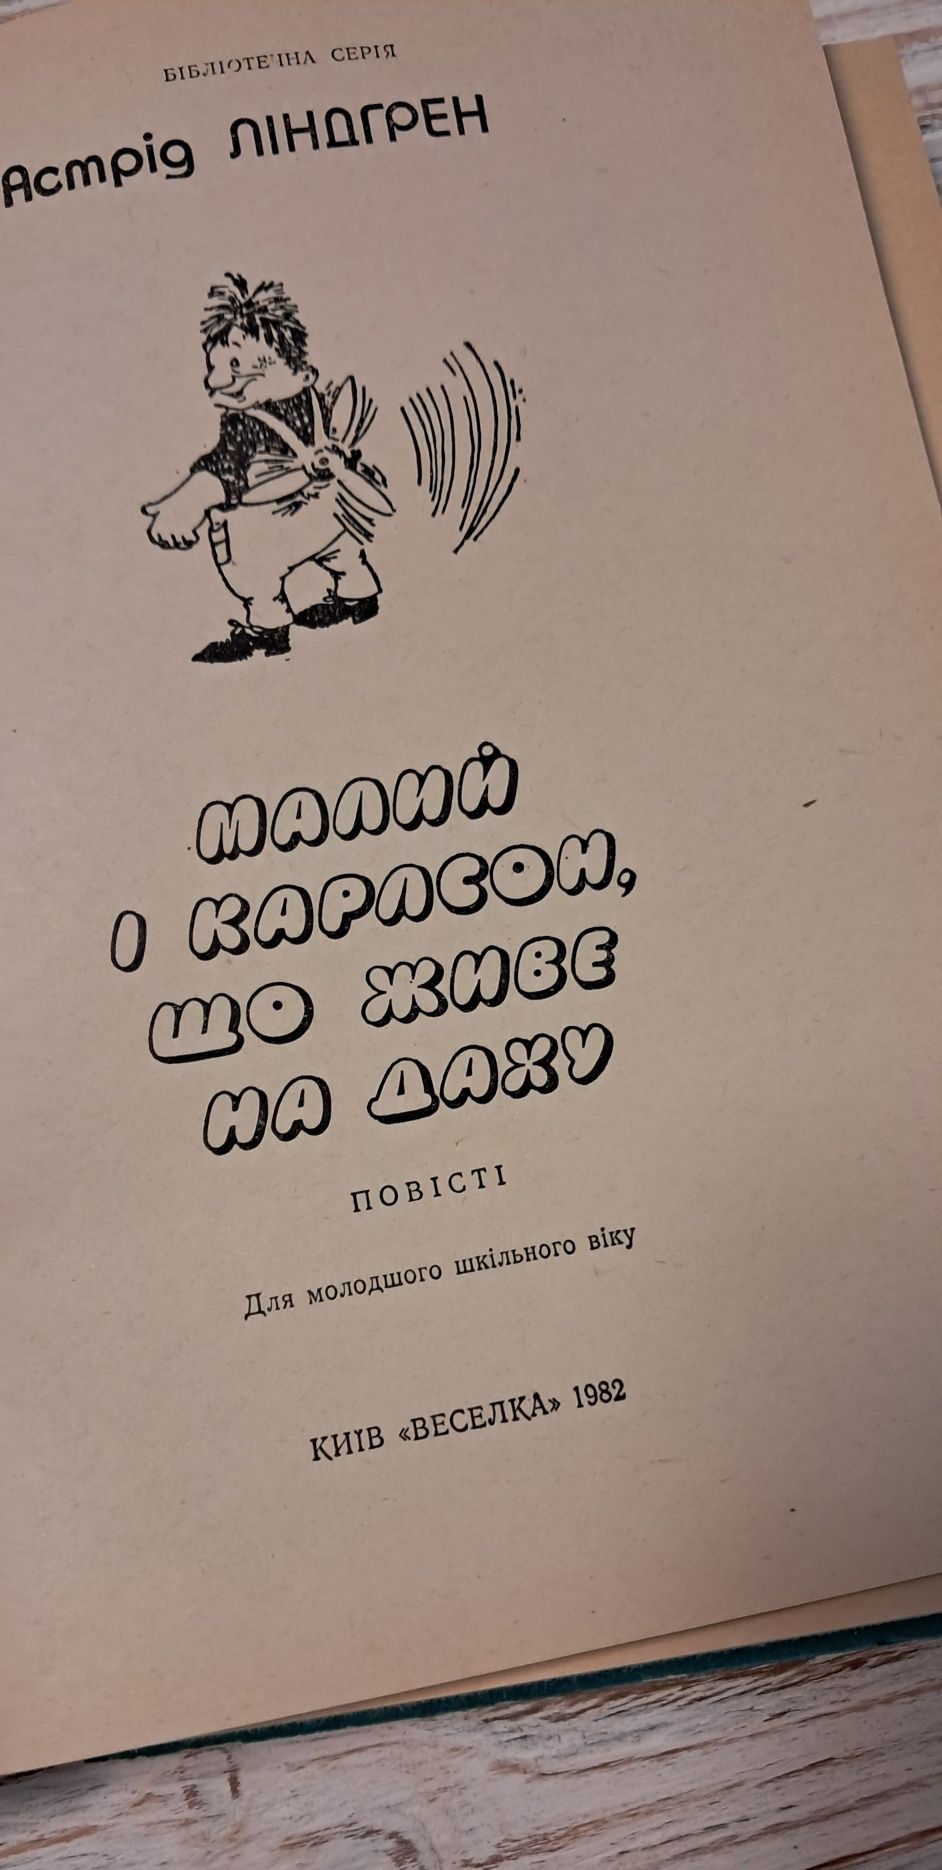 БІБЛІОТЕЧНА СЕРІЯ
Астрід ЛІНДГРЕН
МАЛИЙ
І КАРЛСОН,
ЩО ЖИВЕ
НА ДАХУ
ПОВІСТІ
Для молодшого шкільного віку
КИЇВ «ВЕСЕЛКА» 1982